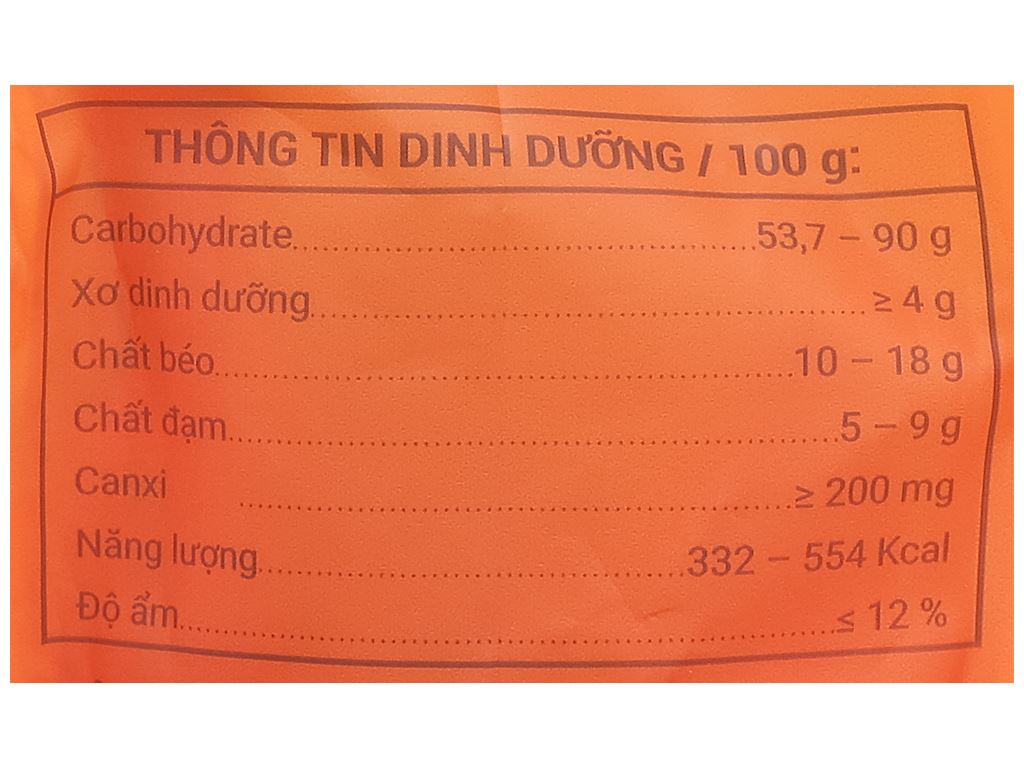 THÔNG TIN DINH DƯỠNG / 100 g:
Carbohydrate..........53,7 – 90 g
Xơ dinh dưỡng.......... ≥ 4 g
Chất béo..........10 – 18 g
Chất đạm..........5 – 9 g
Canxi ..........≥ 200 mg
Năng lượng..........332 – 554 Kcal
Độ ẩm..........≤ 12 %